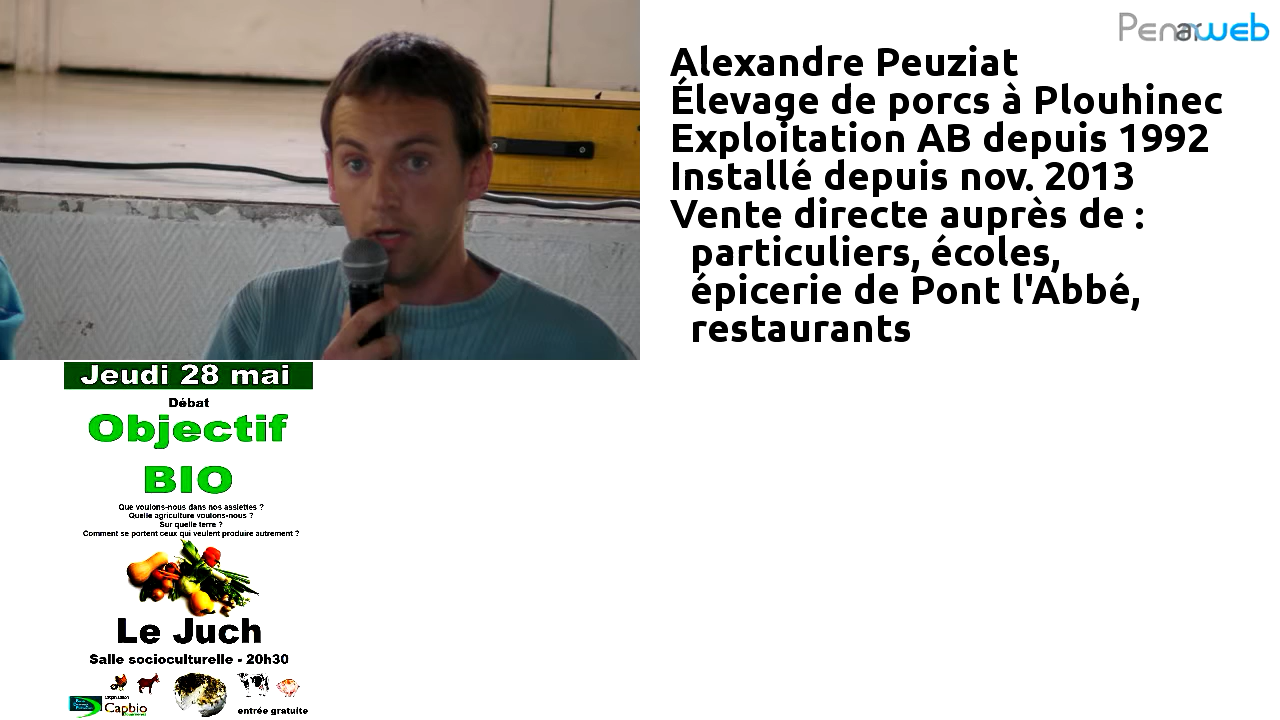 Penarweb
Alexandre Peuziat
Élevage de porcs à Plouhinec
Exploitation AB depuis 1992
Installé depuis nov. 2013
Vente directe auprès de :
particuliers, écoles,
épicerie de Pont l'Abbé,
restaurants
Jeudi 28 mai
Débat
Objectif
BIO
Que voulons-nous dans nos assiettes ?
Quelle agriculture voulons-nous ?
Sur quelle terre ?
Comment se portent ceux qui veulent produire autrement ?
Le Juch
Salle socioculturelle - 20h30
Capbio
entrée gratuite